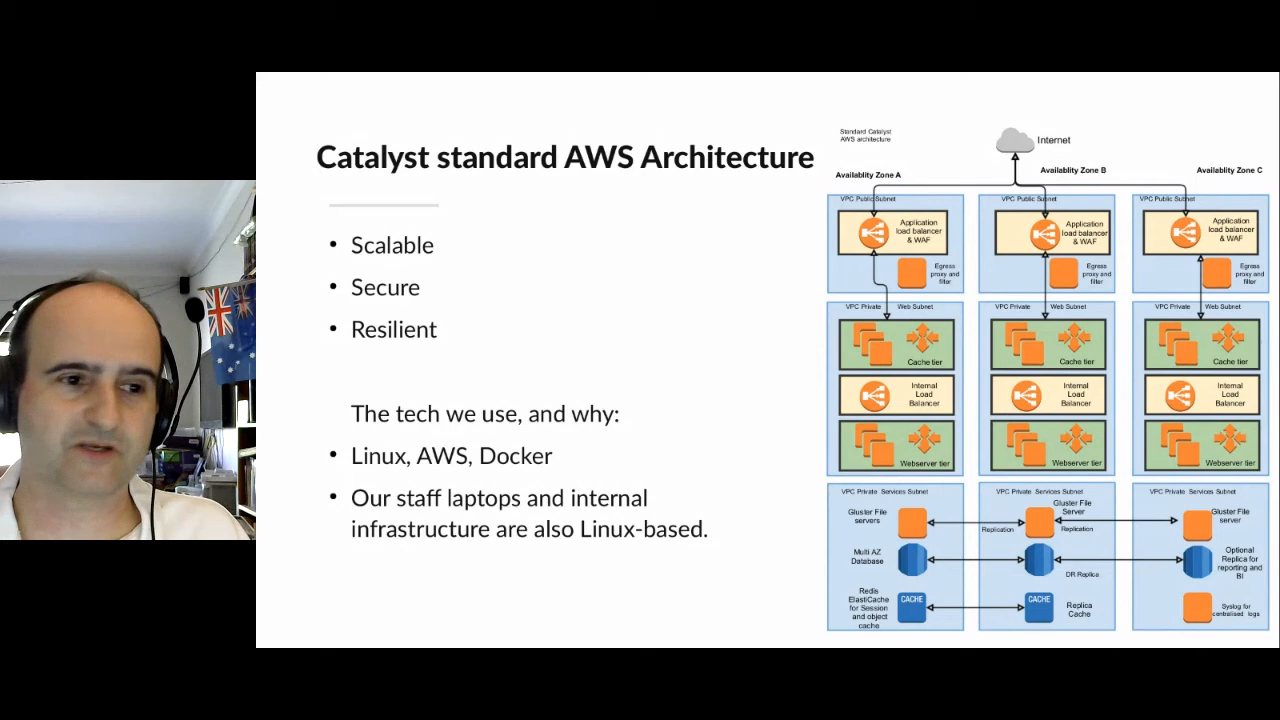 Catalyst standard AWS Architecture
• Scalable
• Secure
• Resilient
The tech we use, and why:
• Linux, AWS, Docker
• Our staff laptops and internal
infrastructure are also Linux-based.
Standard Catalyst
AWS architecture
Internet
Availablity Zone A
Availablity Zone B
Availablity Zone C
VPC Public Subnet
Application
load balancer
& WAF
Egress
proxy and
filter
VPC Public Subnet
Application
load balancer
& WAF
Egress
proxy and
filter
VPC Public Subnet
Application
load balancer
& WAF
Egress
proxy and
filter
VPC Private Web Subnet
Cache tier
Internal
Load
Balancer
Webserver tier
VPC Private Web Subnet
Cache tier
Internal
Load
Balancer
Webserver tier
VPC Private Web Subnet
Cache tier
Internal
Load
Balancer
Webserver tier
VPC Private Services Subnet
Gluster File
servers
Replication
Multi AZ
Database
Redis
ElastiCache
for Session
and object
cache
CACHE
VPC Private Services Subnet
Gluster File
Server
Replication
DR Replica
CACHE
Replica
Cache
VPC Private Services Subnet
Gluster File
server
Optional
Replica for
reporting and
BI
Syslog for
centralised logs